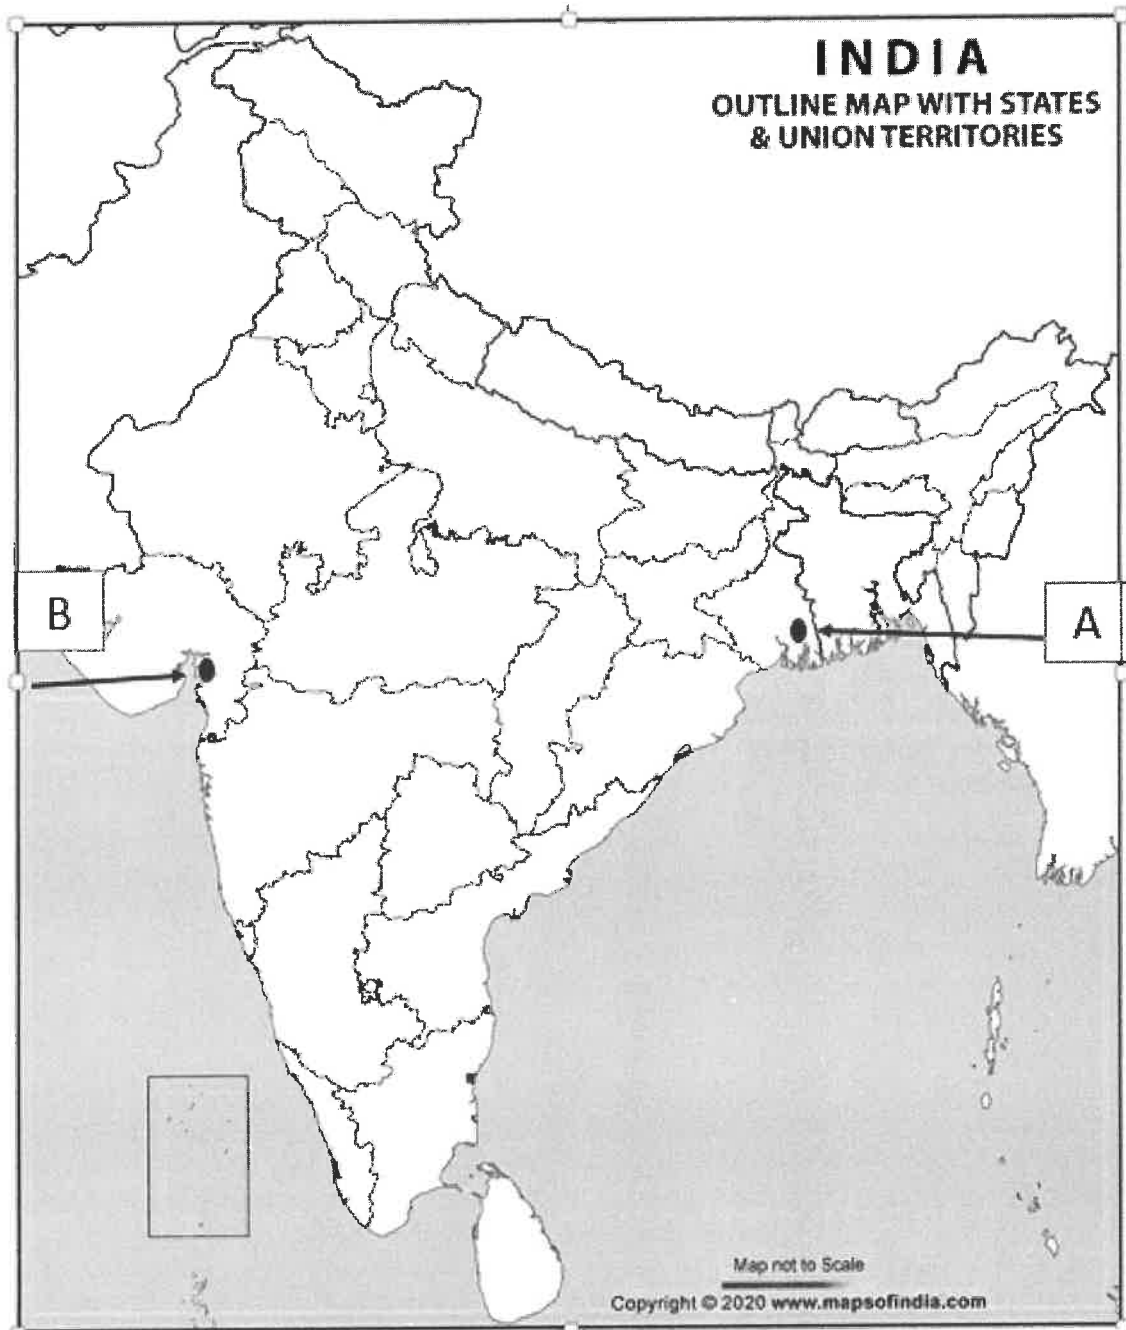 INDIA
OUTLINE MAP WITH STATES
& UNION TERRITORIES
B
A
Map not to Scale
Copyright © 2020 www.mapsofindia.com